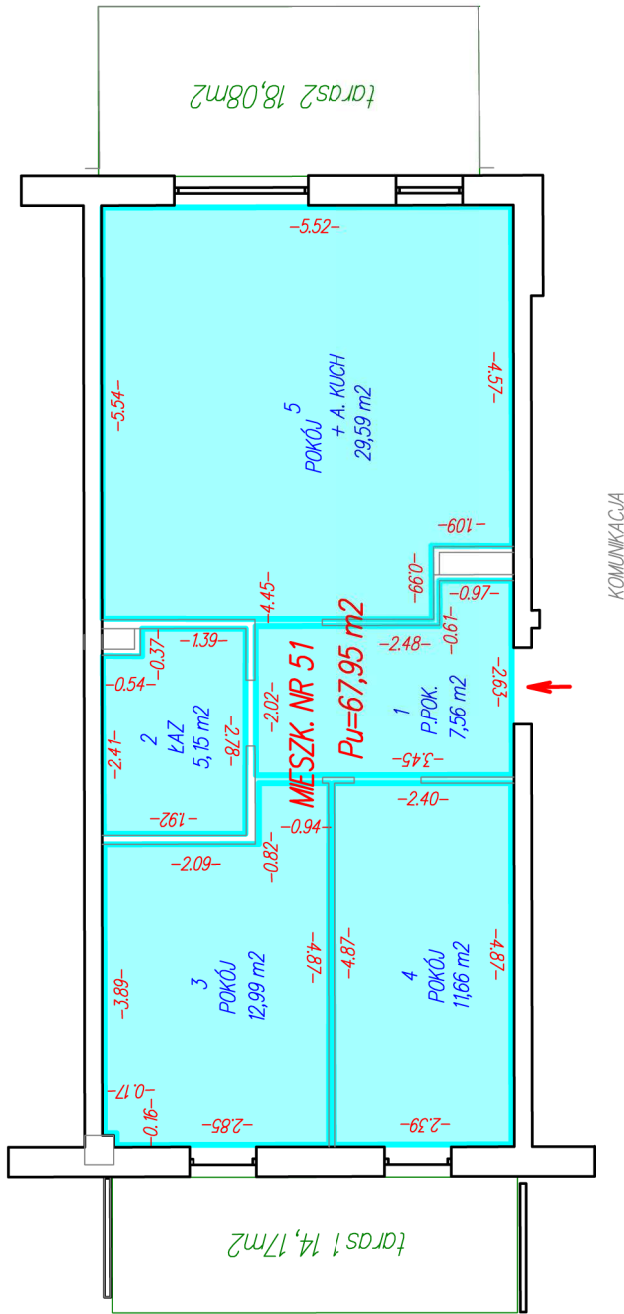 taras2 18,08m2
-5.52-
-5.54-
-4.57-
5
POKÓJ
+ A. KUCH
29,59 m2
-1.09-
-0.99-
-4.45-
-0.97-
-0.61-
-2.48-
-1.39-
-0.37-
-0.54-
2
ŁAZ
5,15 m2
-2.41-
-2.78-
-1.92-
-2.02-
MIESZK. NR 51
Pu=67,95 m2
1
P.POK.
7,56 m2
-2.63-
-3.45-
KOMUNIKACJA
-2.40-
-0.94-
-0.82-
-2.09-
3
POKÓJ
12,99 m2
-3.89-
-4.87-
-4.87-
4
POKÓJ
11,66 m2
-4.87-
-0.17-
-0.16-
-2.85-
-2.39-
taras1 14,17m2